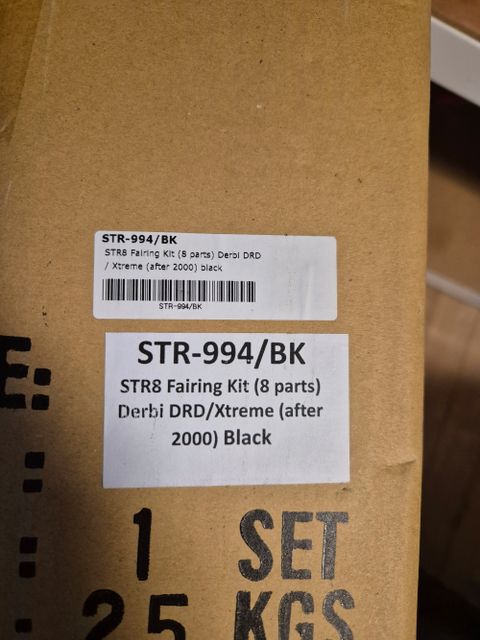 STR-994/BK
STR8 Fairing Kit (8 parts) Derbi DRD
/ Xtreme (after 2000) black
STR-994/BK
STR-994/BK
STR8 Fairing Kit (8 parts)
Derbi DRD/Xtreme (after
2000) Black
E:
:
: 1 SET
: 25 KGS